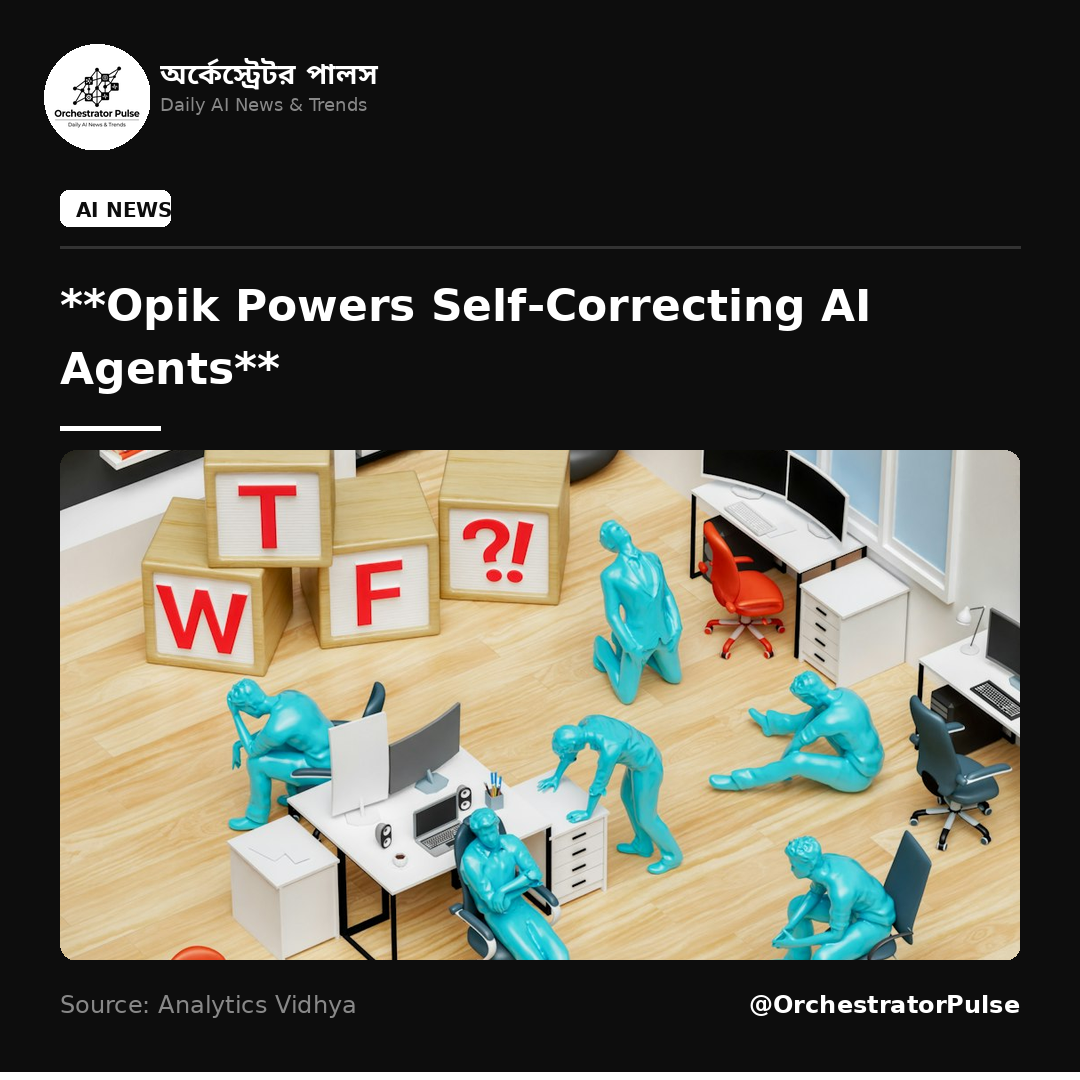 অর্কেস্ট্রেটর পালস
Daily AI News & Trends
Orchestrator Pulse
Daily AI News & Trends
AI NEWS
**Opik Powers Self-Correcting AI
Agents**
T
W F ?!
Source: Analytics Vidhya
@OrchestratorPulse